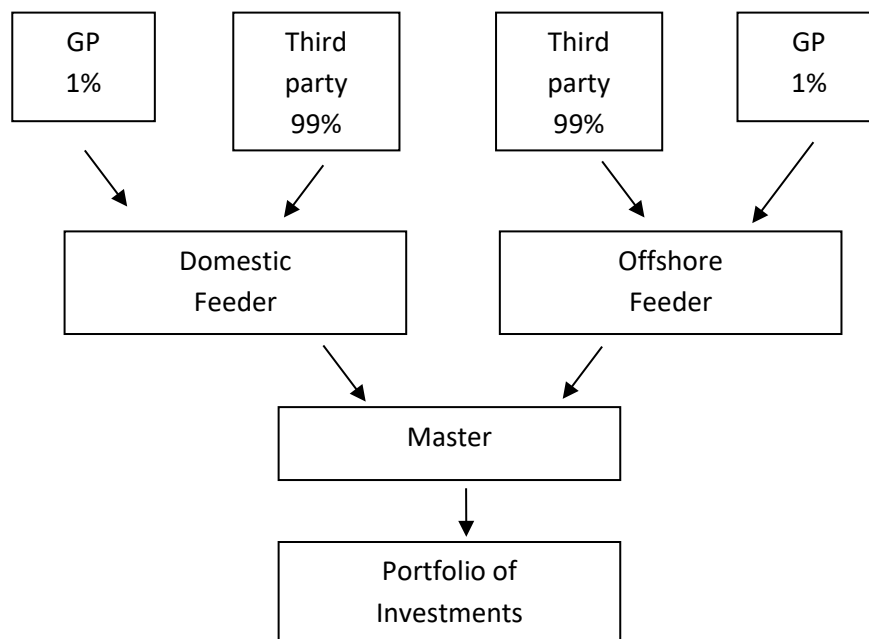 GP
1%
Third
party
99%
Third
party
99%
GP
1%
Domestic
Feeder
Offshore
Feeder
Master
Portfolio of
Investments